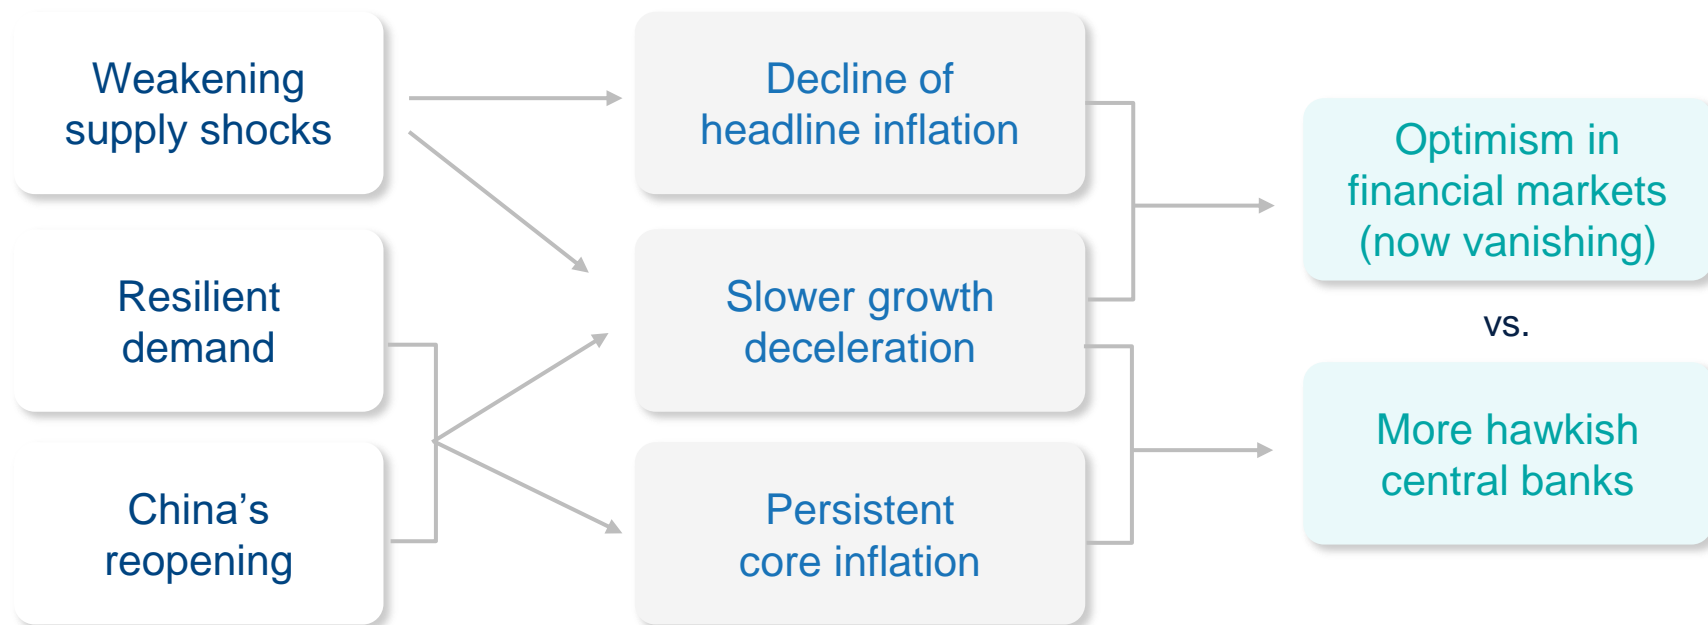 Weakening
supply shocks
Decline of
headline inflation
Optimism in
financial markets
(now vanishing)
Resilient
demand
Slower growth
deceleration
vs.
More hawkish
central banks
China’s
reopening
Persistent
core inflation